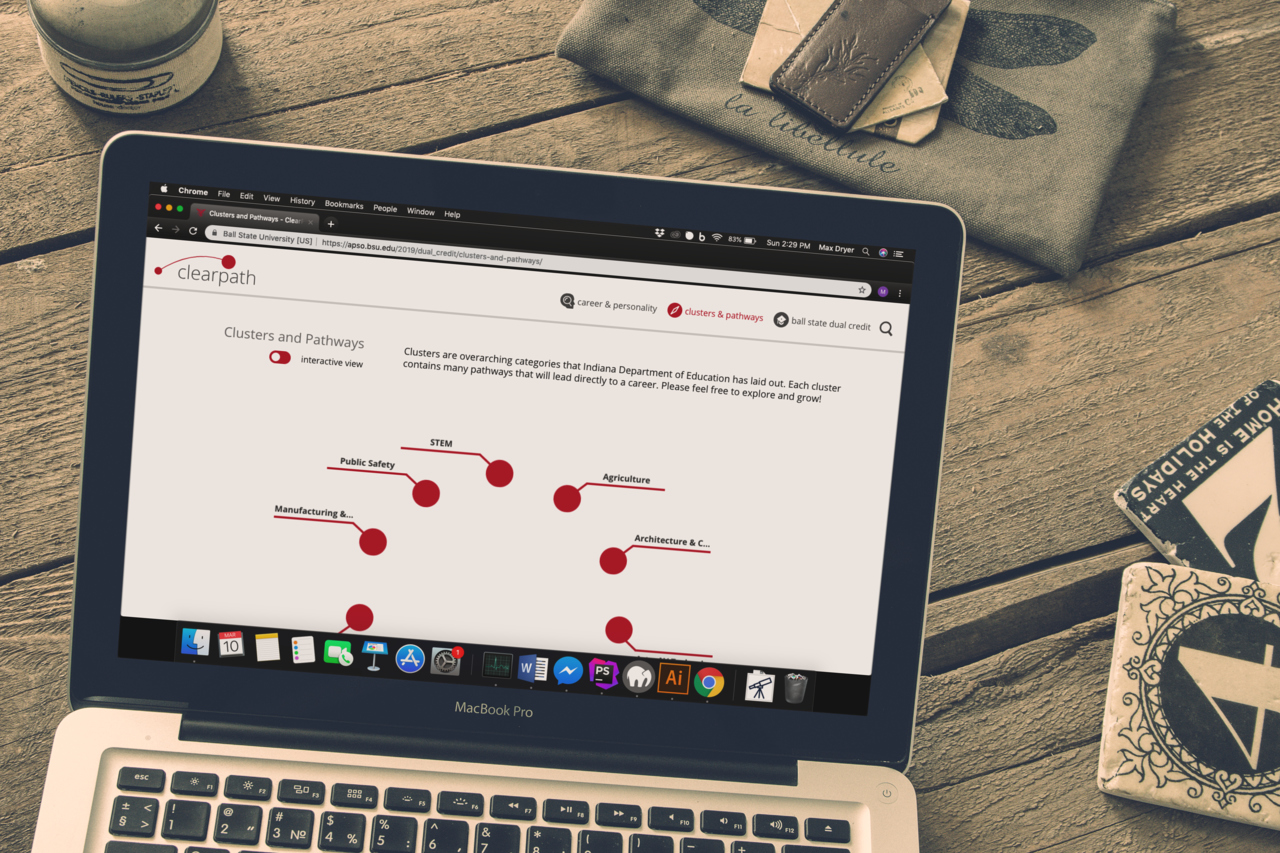 la libellule
Chrome File Edit View History Bookmarks People Window Help
83% Sun 2:29 PM Max Dryer
Clusters and Pathways - Clea
Ball State University [US] | https://apso.bsu.edu/2019/dual_credit/clusters-and-pathways/
clearpath
career & personality
clusters & pathways
ball state dual credit
Clusters and Pathways
interactive view
Clusters are overarching categories that Indiana Department of Education has laid out. Each cluster
contains many pathways that will lead directly to a career. Please feel free to explore and grow!
STEM
Public Safety
Agriculture
Manufacturing &...
Architecture & C...
HOME IS THE HEART
OF THE HOLIDAYS
MAR
10
1
W
PS
Ai
MacBook Pro
esc F1 F2 F3 F4 F5 F6 F7 F8 F9 F10 F11 F12
± < ! @ # $ % ^ & * (
§ > 1 2 " 3 № 4 % 5 : 6 , 7 8